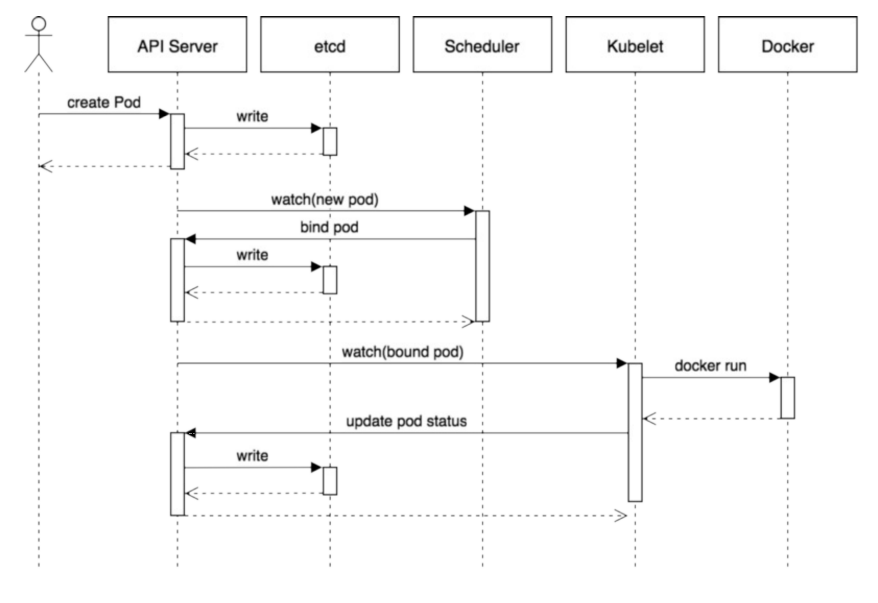 API Server
etcd
Scheduler
Kubelet
Docker
create Pod
write
watch(new pod)
bind pod
write
watch(bound pod)
docker run
update pod status
write